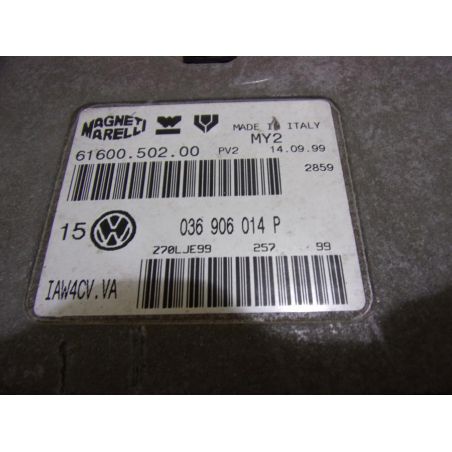 MAGNETI MARELLI MADE IN ITALY
MY2
61600.502.00 PV2 14.09.99
2859
15 036 906 014 P
Z70LJE99 257 99
IAW4CV.VA